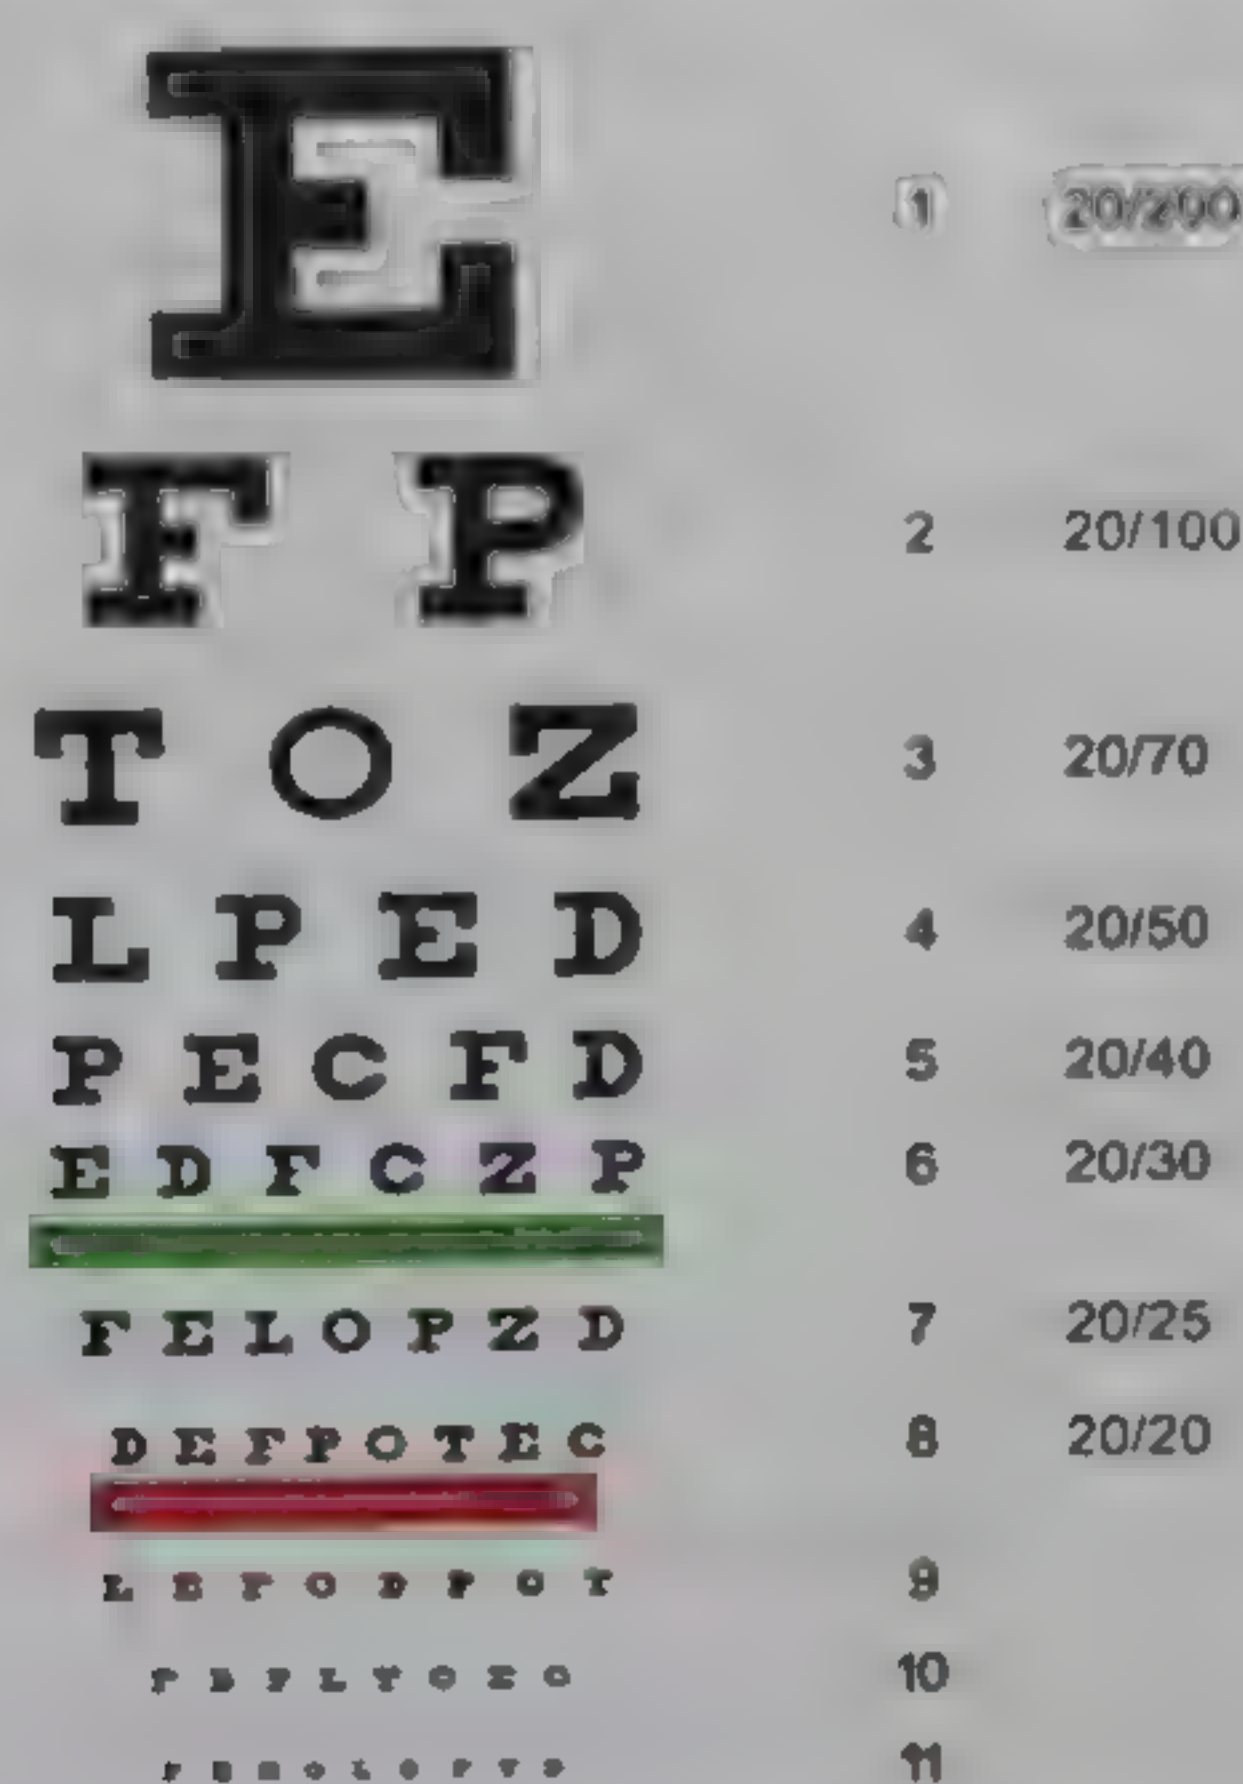 E 1 20/200
F P 2 20/100
T O Z 3 20/70
L P E D 4 20/50
P E C F D 5 20/40
E D F C Z P 6 20/30
F E L O P Z D 7 20/25
D E F P O T E C 8 20/20
L E F O D P C T 9
10
11